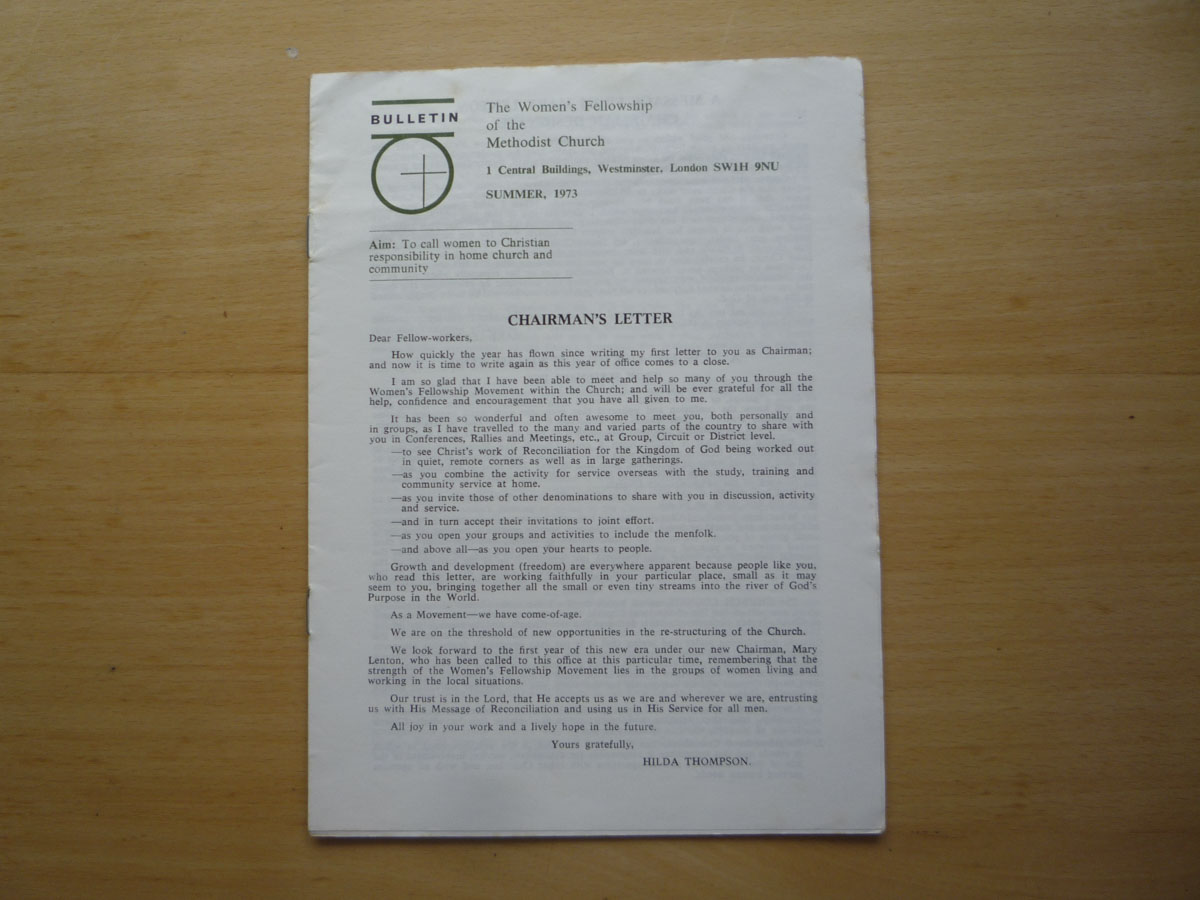 BULLETIN
The Women's Fellowship
of the
Methodist Church
1 Central Buildings, Westminster, London SW1H 9NU
SUMMER, 1973
Aim: To call women to Christian
responsibility in home church and
community
CHAIRMAN'S LETTER
Dear Fellow-workers,
How quickly the year has flown since writing my first letter to you as Chairman;
and now it is time to write again as this year of office comes to a close.
I am so glad that I have been able to meet and help so many of you through the
Women's Fellowship Movement within the Church; and will be ever grateful for all the
help, confidence and encouragement that you have all given to me.
It has been so wonderful and often awesome to meet you, both personally and
in groups, as I have travelled to the many and varied parts of the country to share with
you in Conferences, Rallies and Meetings, etc., at Group, Circuit or District level.
—to see Christ's work of Reconciliation for the Kingdom of God being worked out
in quiet, remote corners as well as in large gatherings.
—as you combine the activity for service overseas with the study, training and
community service at home.
—as you invite those of other denominations to share with you in discussion, activity
and service.
—and in turn accept their invitations to joint effort.
—as you open your groups and activities to include the menfolk.
—and above all—as you open your hearts to people.
Growth and development (freedom) are everywhere apparent because people like you,
who read this letter, are working faithfully in your particular place, small as it may
seem to you, bringing together all the small or even tiny streams into the river of God's
Purpose in the World.
As a Movement—we have come-of-age.
We are on the threshold of new opportunities in the re-structuring of the Church.
We look forward to the first year of this new era under our new Chairman, Mary
Lenton, who has been called to this office at this particular time, remembering that the
strength of the Women's Fellowship Movement lies in the groups of women living and
working in the local situations.
Our trust is in the Lord, that He accepts us as we are and wherever we are, entrusting
us with His Message of Reconciliation and using us in His Service for all men.
All joy in your work and a lively hope in the future.
Yours gratefully,
HILDA THOMPSON.